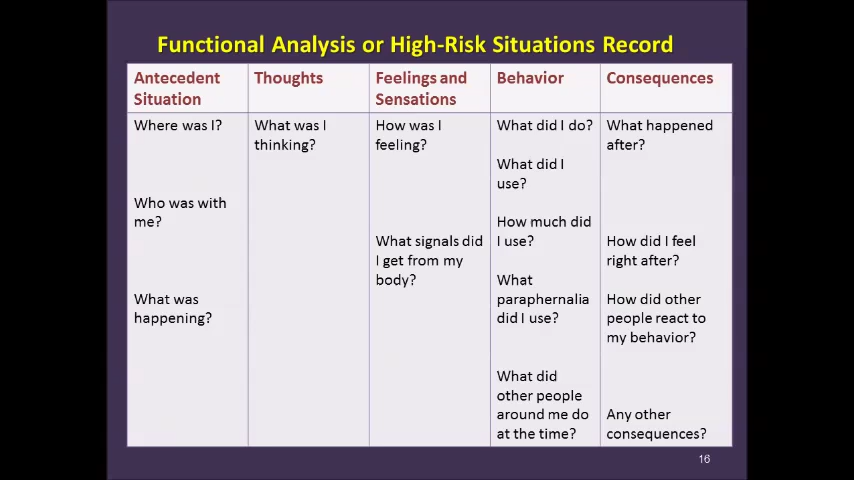 Functional Analysis or High-Risk Situations Record
Antecedent
Situation
Thoughts
Feelings and
Sensations
Behavior
Consequences
Where was I?
Who was with
me?
What was
happening?
What was I
thinking?
How was I
feeling?
What signals did
I get from my
body?
What did I do?
What did I
use?
How much did
I use?
What
paraphernalia
did I use?
What did
other people
around me do
at the time?
What happened
after?
How did I feel
right after?
How did other
people react to
my behavior?
Any other
consequences?
16